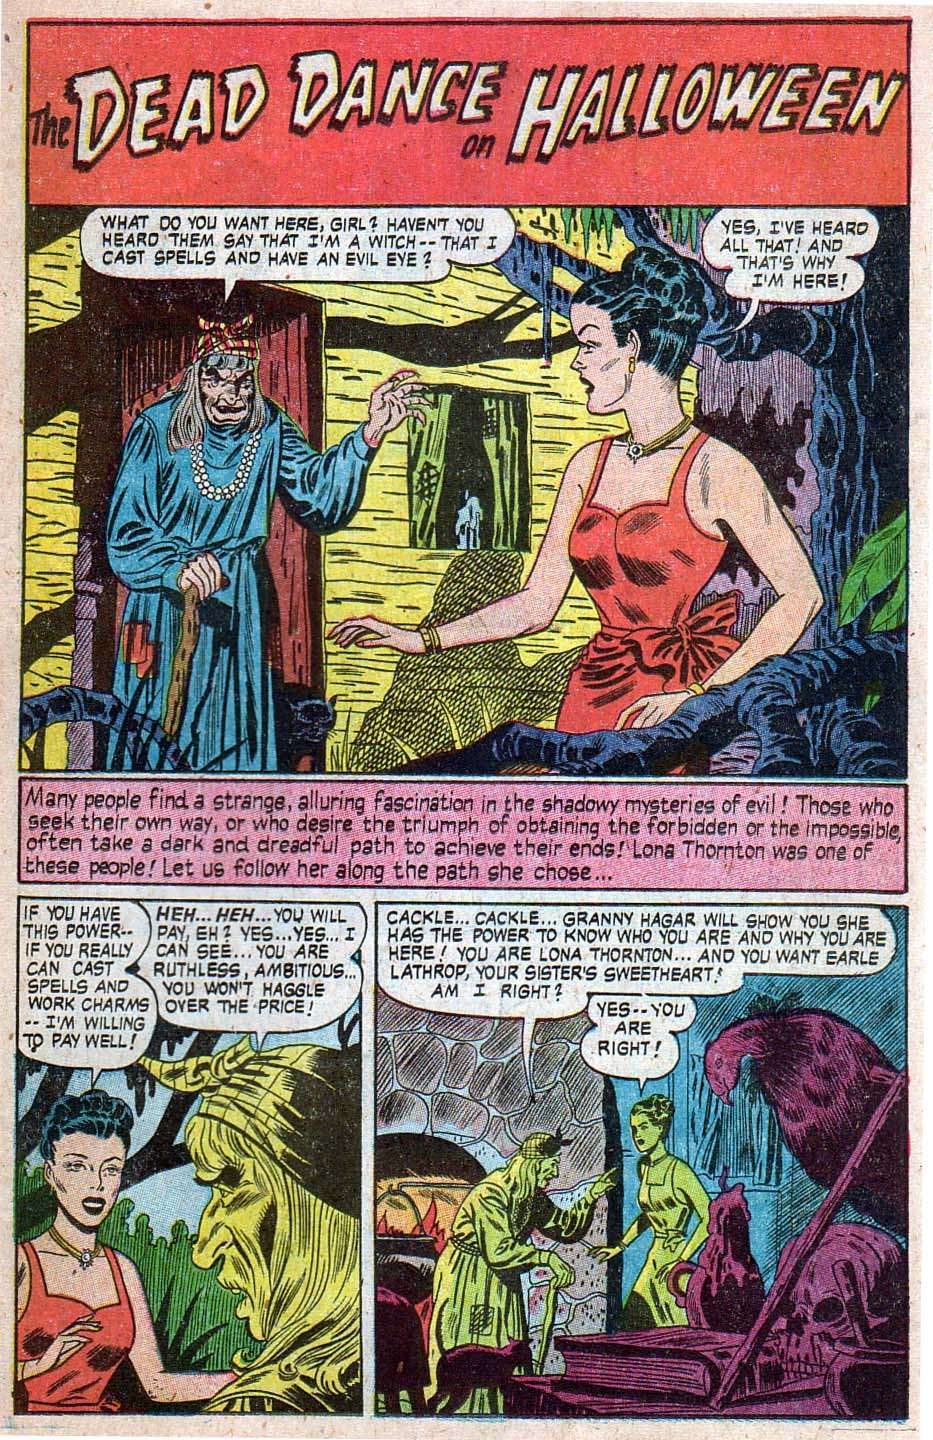 The DEAD DANCE on HALLOWEEN
WHAT DO YOU WANT HERE, GIRL? HAVEN'T YOU
HEARD THEM SAY THAT I'M A WITCH-- THAT I
CAST SPELLS AND HAVE AN EVIL EYE?
YES, I'VE HEARD
ALL THAT! AND
THAT'S WHY
I'M HERE!
Many people find a strange, alluring fascination in the shadowy mysteries of evil! Those who
seek their own way, or who desire the triumph of obtaining the forbidden or the impossible,
often take a dark and dreadful path to achieve their ends! Lona Thornton was one of
these people! Let us follow her along the path she chose...
IF YOU HAVE
THIS POWER--
IF YOU REALLY
CAN CAST
SPELLS AND
WORK CHARMS
-- I'M WILLING
TO PAY WELL!
HEH... HEH... YOU WILL
PAY, EH? YES... YES... I
CAN SEE... YOU ARE
RUTHLESS, AMBITIOUS...
YOU WON'T HAGGLE
OVER THE PRICE!
CACKLE... CACKLE... GRANNY HAGAR WILL SHOW YOU SHE
HAS THE POWER TO KNOW WHO YOU ARE AND WHY YOU ARE
HERE! YOU ARE LONA THORNTON... AND YOU WANT EARLE
LATHROP, YOUR SISTER'S SWEETHEART!
AM I RIGHT?
YES-- YOU
ARE
RIGHT!